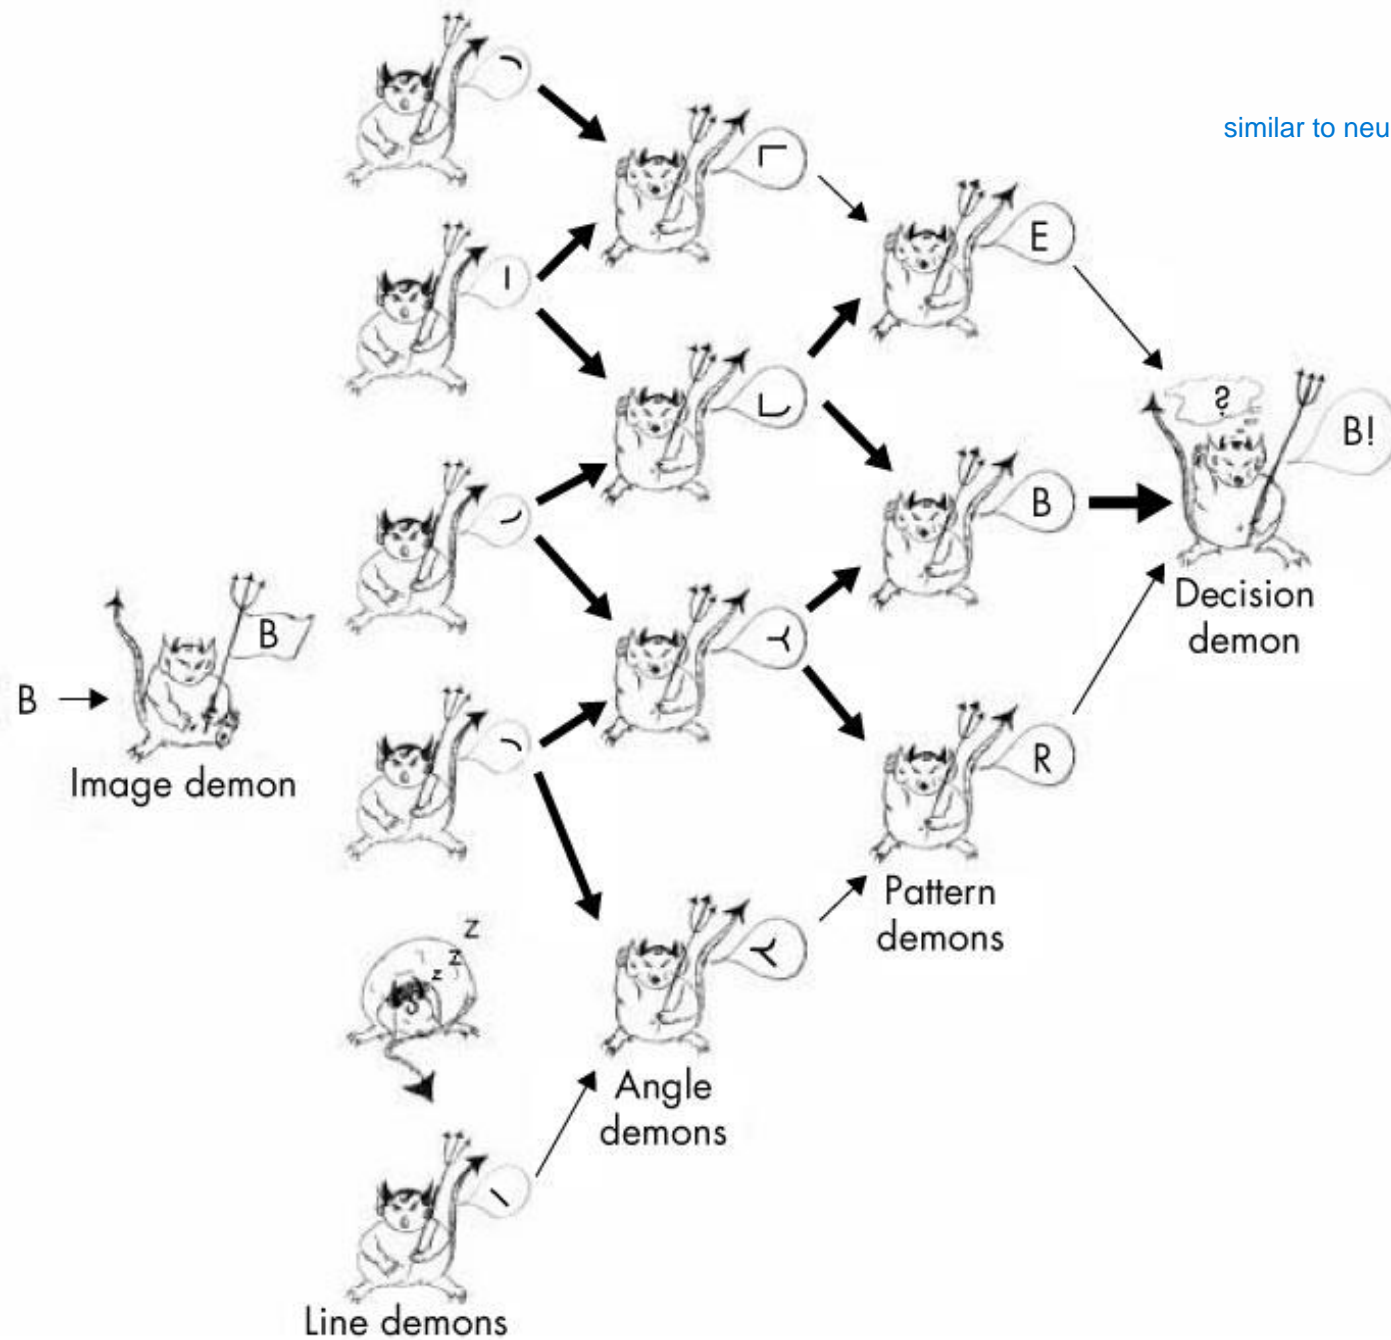 similar to neu
E
?
B!
B
Decision
demon
B
B
Image demon
R
Pattern
demons
z
z
z
Angle
demons
Line demons